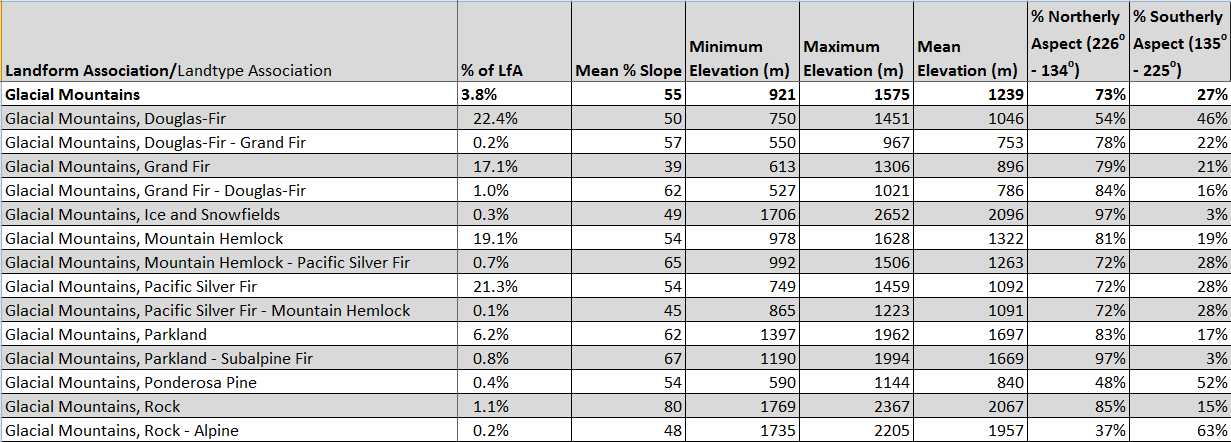 Landform Association/Landtype Association % of LfA Mean % Slope Minimum Elevation (m) Maximum Elevation (m) Mean Elevation (m) % Northerly Aspect (226° - 134°) % Southerly Aspect (135° - 225°)
Glacial Mountains 3.8% 55 921 1575 1239 73% 27%
Glacial Mountains, Douglas-Fir 22.4% 50 750 1451 1046 54% 46%
Glacial Mountains, Douglas-Fir - Grand Fir 0.2% 57 550 967 753 78% 22%
Glacial Mountains, Grand Fir 17.1% 39 613 1306 896 79% 21%
Glacial Mountains, Grand Fir - Douglas-Fir 1.0% 62 527 1021 786 84% 16%
Glacial Mountains, Ice and Snowfields 0.3% 49 1706 2652 2096 97% 3%
Glacial Mountains, Mountain Hemlock 19.1% 54 978 1628 1322 81% 19%
Glacial Mountains, Mountain Hemlock - Pacific Silver Fir 0.7% 65 992 1506 1263 72% 28%
Glacial Mountains, Pacific Silver Fir 21.3% 54 749 1459 1092 72% 28%
Glacial Mountains, Pacific Silver Fir - Mountain Hemlock 0.1% 45 865 1223 1091 72% 28%
Glacial Mountains, Parkland 6.2% 62 1397 1962 1697 83% 17%
Glacial Mountains, Parkland - Subalpine Fir 0.8% 67 1190 1994 1669 97% 3%
Glacial Mountains, Ponderosa Pine 0.4% 54 590 1144 840 48% 52%
Glacial Mountains, Rock 1.1% 80 1769 2367 2067 85% 15%
Glacial Mountains, Rock - Alpine 0.2% 48 1735 2205 1957 37% 63%